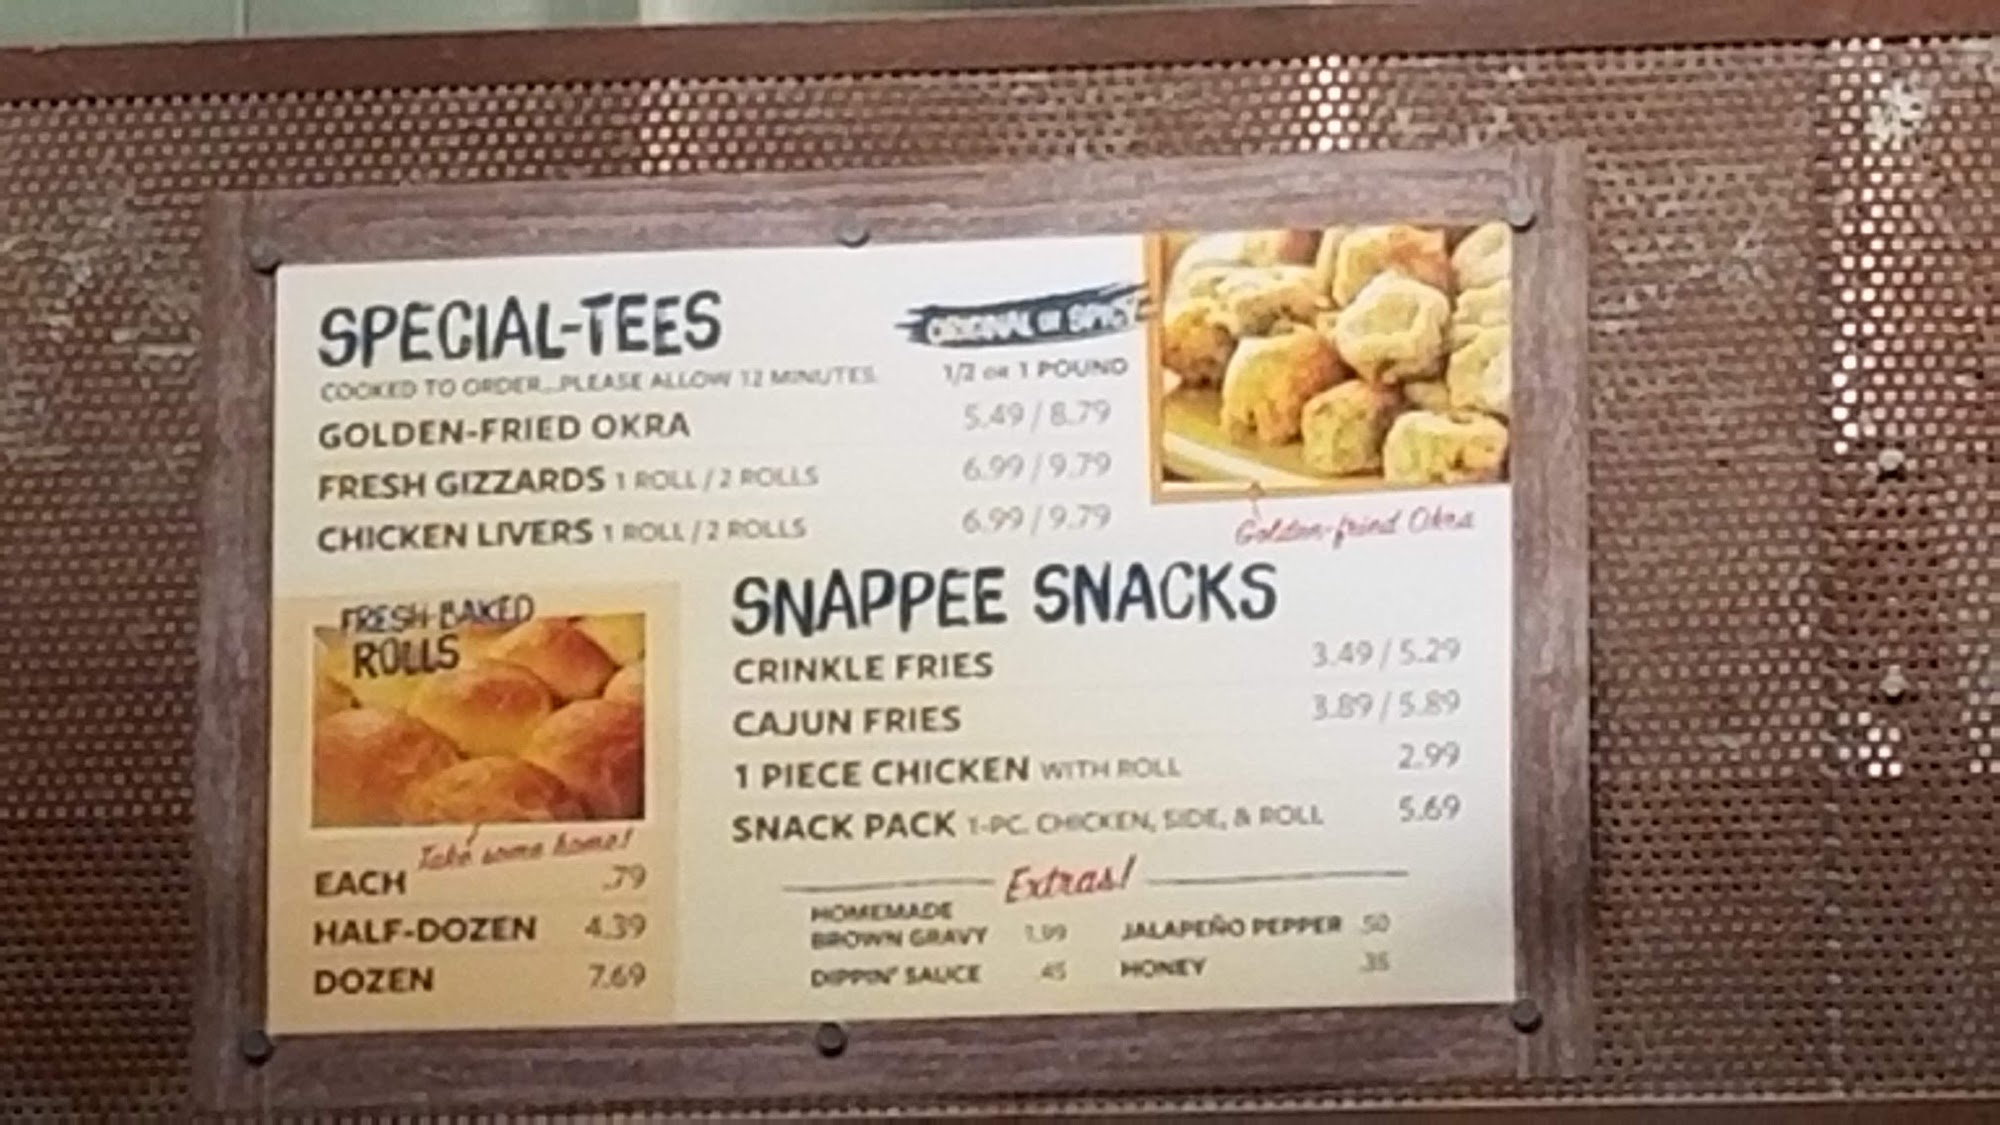 SPECIAL-TEES
ORIGINAL OR SPICY
COOKED TO ORDER...PLEASE ALLOW 12 MINUTES
1/2 OR 1 POUND
GOLDEN-FRIED OKRA 5.49 / 8.79
FRESH GIZZARDS 1 ROLL / 2 ROLLS 6.99 / 9.79
CHICKEN LIVERS 1 ROLL / 2 ROLLS 6.99 / 9.79
Golden-fried Okra
FRESH-BAKED
ROLLS
Take some home!
EACH .79
HALF-DOZEN 4.39
DOZEN 7.69
SNAPPEE SNACKS
CRINKLE FRIES 3.49 / 5.29
CAJUN FRIES 3.89 / 5.89
1 PIECE CHICKEN WITH ROLL 2.99
SNACK PACK 1-PC. CHICKEN, SIDE, & ROLL 5.69
Extras!
HOMEMADE
BROWN GRAVY 1.99
DIPPIN' SAUCE .45
JALAPEÑO PEPPER .50
HONEY .35